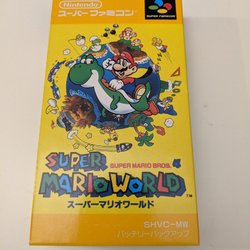 Nintendo
スーパーファミコン
SUPER FAMICOM
SUPER MARIO BROS. 4
SUPER
MARIO WORLD
スーパーマリオワールド
SHVC-MW
バッテリーバックアップ